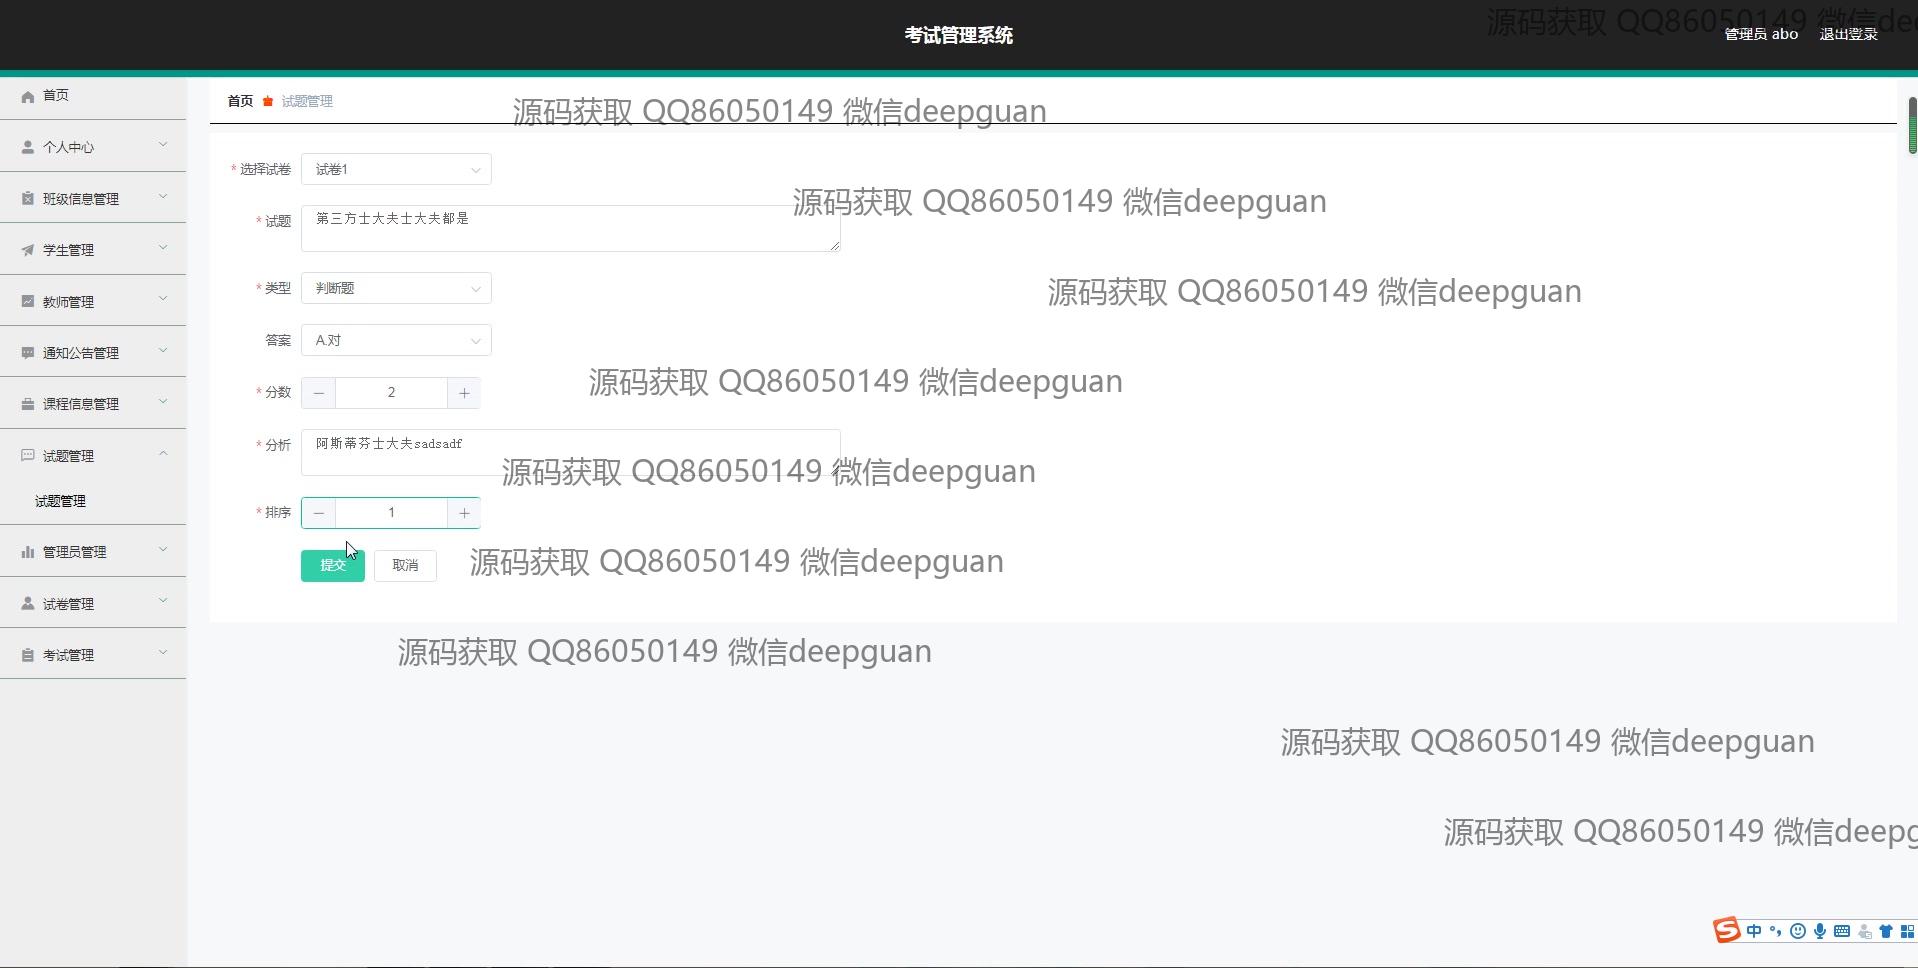 源码获取 QQ86050149 微信dee
考试管理系统
管理员 abo
退出登录
首页
个人中心
班级信息管理
学生管理
教师管理
通知公告管理
课程信息管理
试题管理
试题管理
管理员管理
试卷管理
考试管理
首页 试题管理
源码获取 QQ86050149 微信deepguan
* 选择试卷 试卷1
源码获取 QQ86050149 微信deepguan
* 试题 第三方士大夫士大夫都是
* 类型 判断题
源码获取 QQ86050149 微信deepguan
答案 A.对
* 分数 2
源码获取 QQ86050149 微信deepguan
* 分析 阿斯蒂芬士大夫sadsadf
源码获取 QQ86050149 微信deepguan
* 排序 1
提交 取消
源码获取 QQ86050149 微信deepguan
源码获取 QQ86050149 微信deepguan
源码获取 QQ86050149 微信deepguan
源码获取 QQ86050149 微信deepg
中